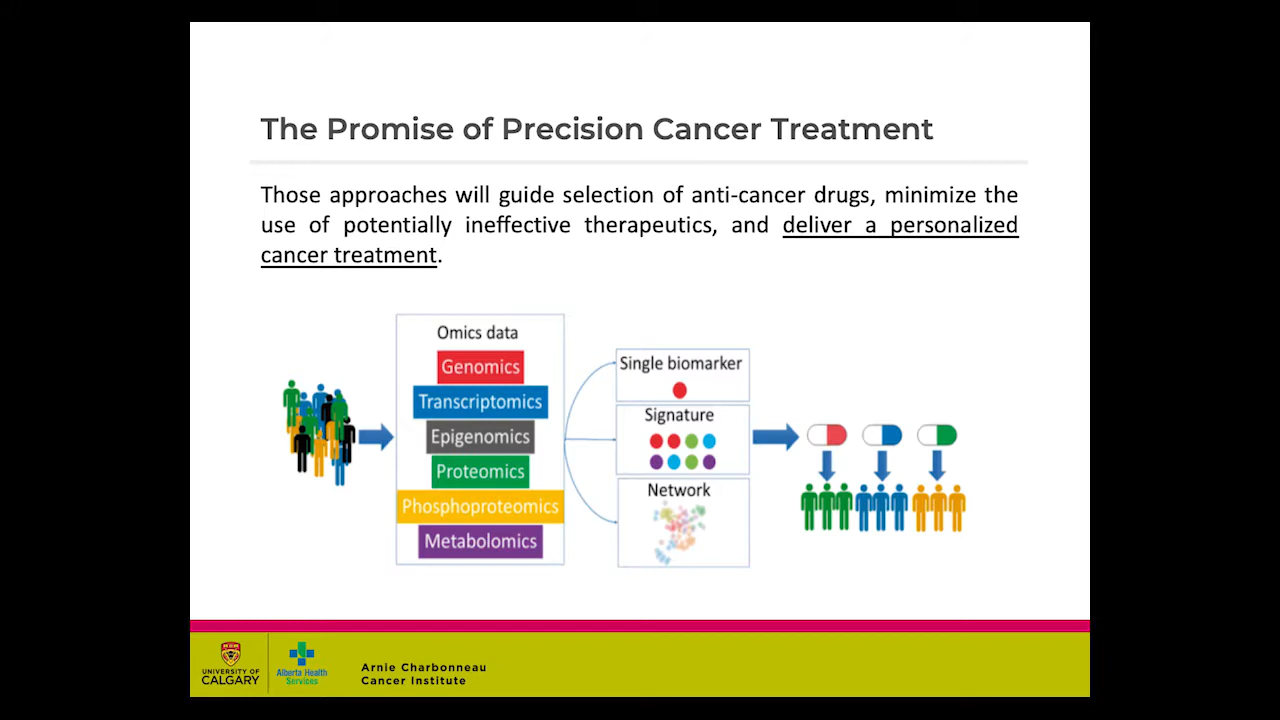 The Promise of Precision Cancer Treatment
Those approaches will guide selection of anti-cancer drugs, minimize the
use of potentially ineffective therapeutics, and deliver a personalized
cancer treatment.
Omics data
Genomics
Transcriptomics
Epigenomics
Proteomics
Phosphoproteomics
Metabolomics
Single biomarker
Signature
Network
UNIVERSITY OF
CALGARY
Alberta Health
Services
Arnie Charbonneau
Cancer Institute